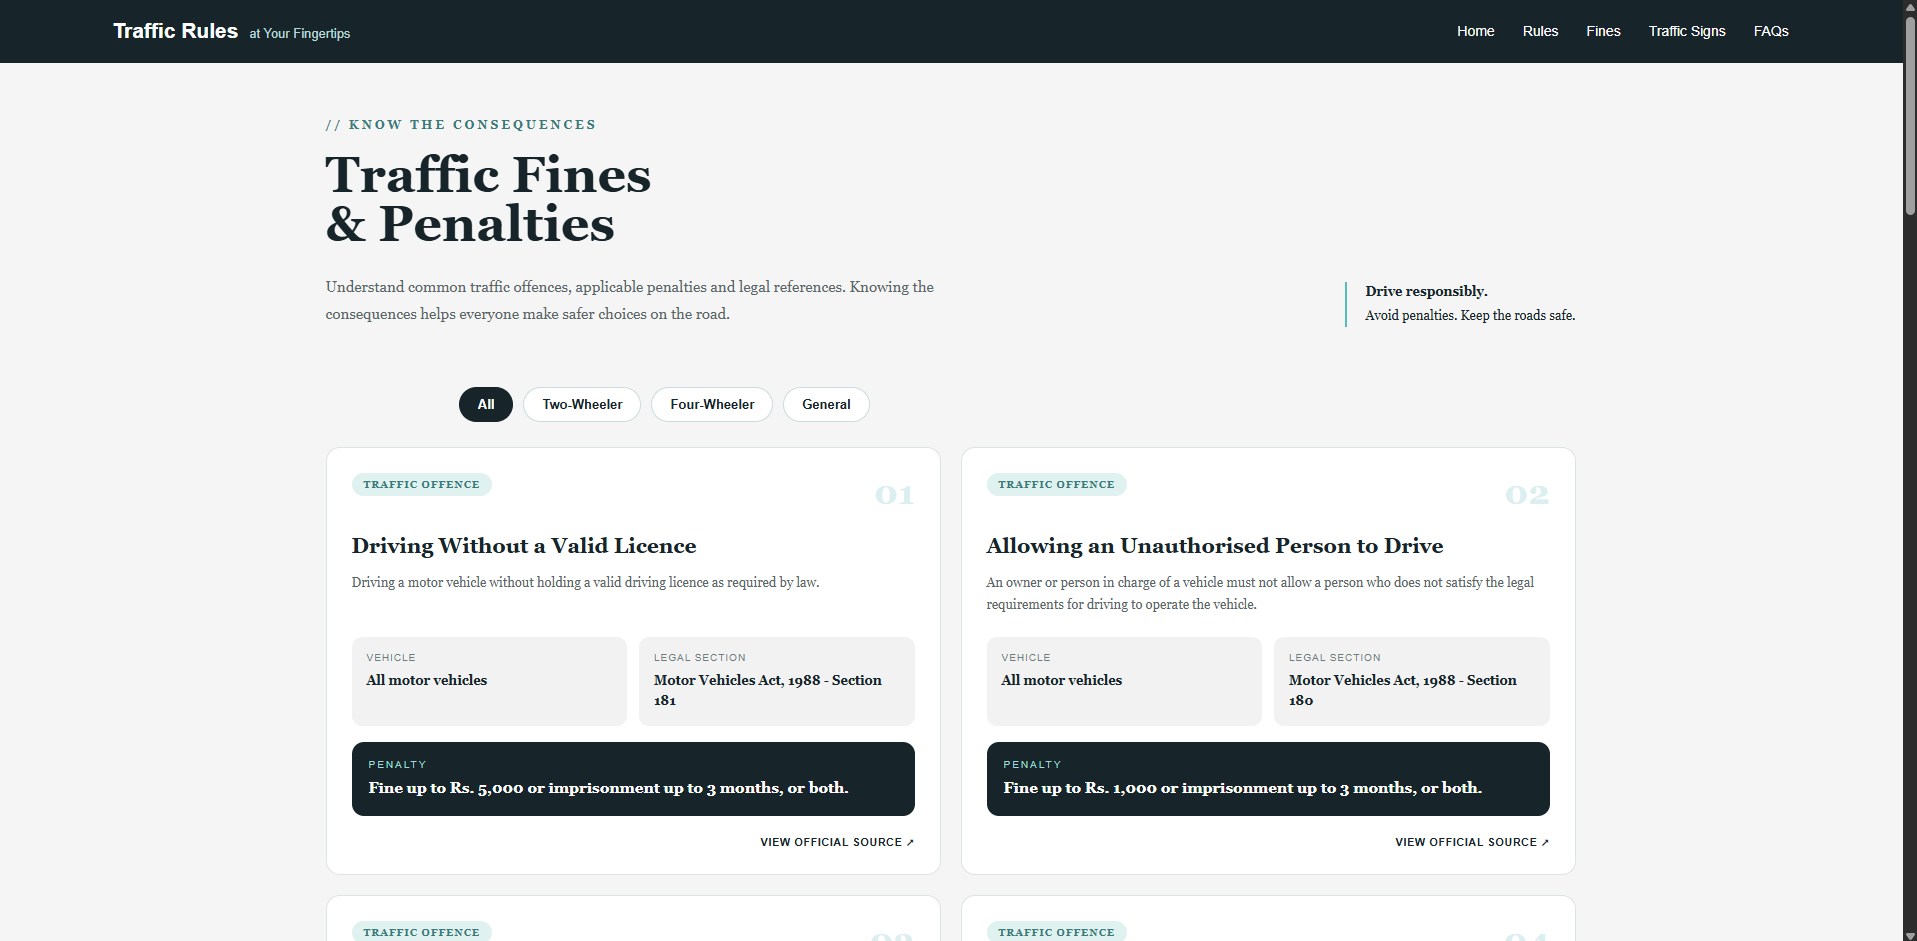 Traffic Rules at Your Fingertips
Home Rules Fines Traffic Signs FAQs
// KNOW THE CONSEQUENCES
Traffic Fines
& Penalties
Understand common traffic offences, applicable penalties and legal references. Knowing the
consequences helps everyone make safer choices on the road.
Drive responsibly.
Avoid penalties. Keep the roads safe.
All Two-Wheeler Four-Wheeler General
TRAFFIC OFFENCE
01
Driving Without a Valid Licence
Driving a motor vehicle without holding a valid driving licence as required by law.
VEHICLE
All motor vehicles
LEGAL SECTION
Motor Vehicles Act, 1988 - Section
181
PENALTY
Fine up to Rs. 5,000 or imprisonment up to 3 months, or both.
VIEW OFFICIAL SOURCE ↗
TRAFFIC OFFENCE
02
Allowing an Unauthorised Person to Drive
An owner or person in charge of a vehicle must not allow a person who does not satisfy the legal
requirements for driving to operate the vehicle.
VEHICLE
All motor vehicles
LEGAL SECTION
Motor Vehicles Act, 1988 - Section
180
PENALTY
Fine up to Rs. 1,000 or imprisonment up to 3 months, or both.
VIEW OFFICIAL SOURCE ↗
TRAFFIC OFFENCE
03
TRAFFIC OFFENCE
04